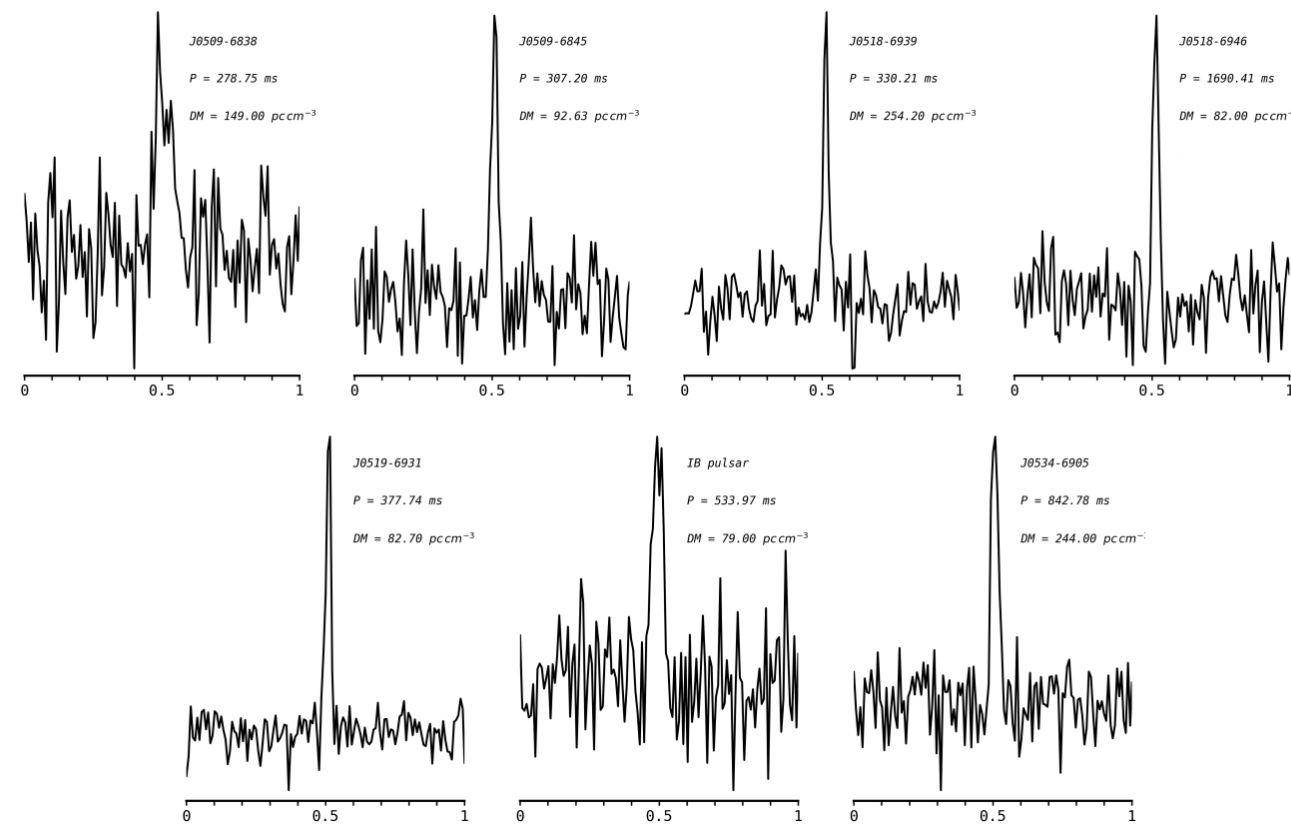 J0509-6838
P = 278.75 ms
DM = 149.00 pccm⁻³
J0509-6845
P = 307.20 ms
DM = 92.63 pccm⁻³
J0518-6939
P = 330.21 ms
DM = 254.20 pccm⁻³
J0518-6946
P = 1690.41 ms
DM = 82.00 pccm⁻
0 0.5 1
0 0.5 1
0 0.5 1
0 0.5 1
J0519-6931
P = 377.74 ms
DM = 82.70 pccm⁻³
IB pulsar
P = 533.97 ms
DM = 79.00 pccm⁻³
J0534-6905
P = 842.78 ms
DM = 244.00 pccm⁻
0 0.5 1
0 0.5 1
0 0.5 1